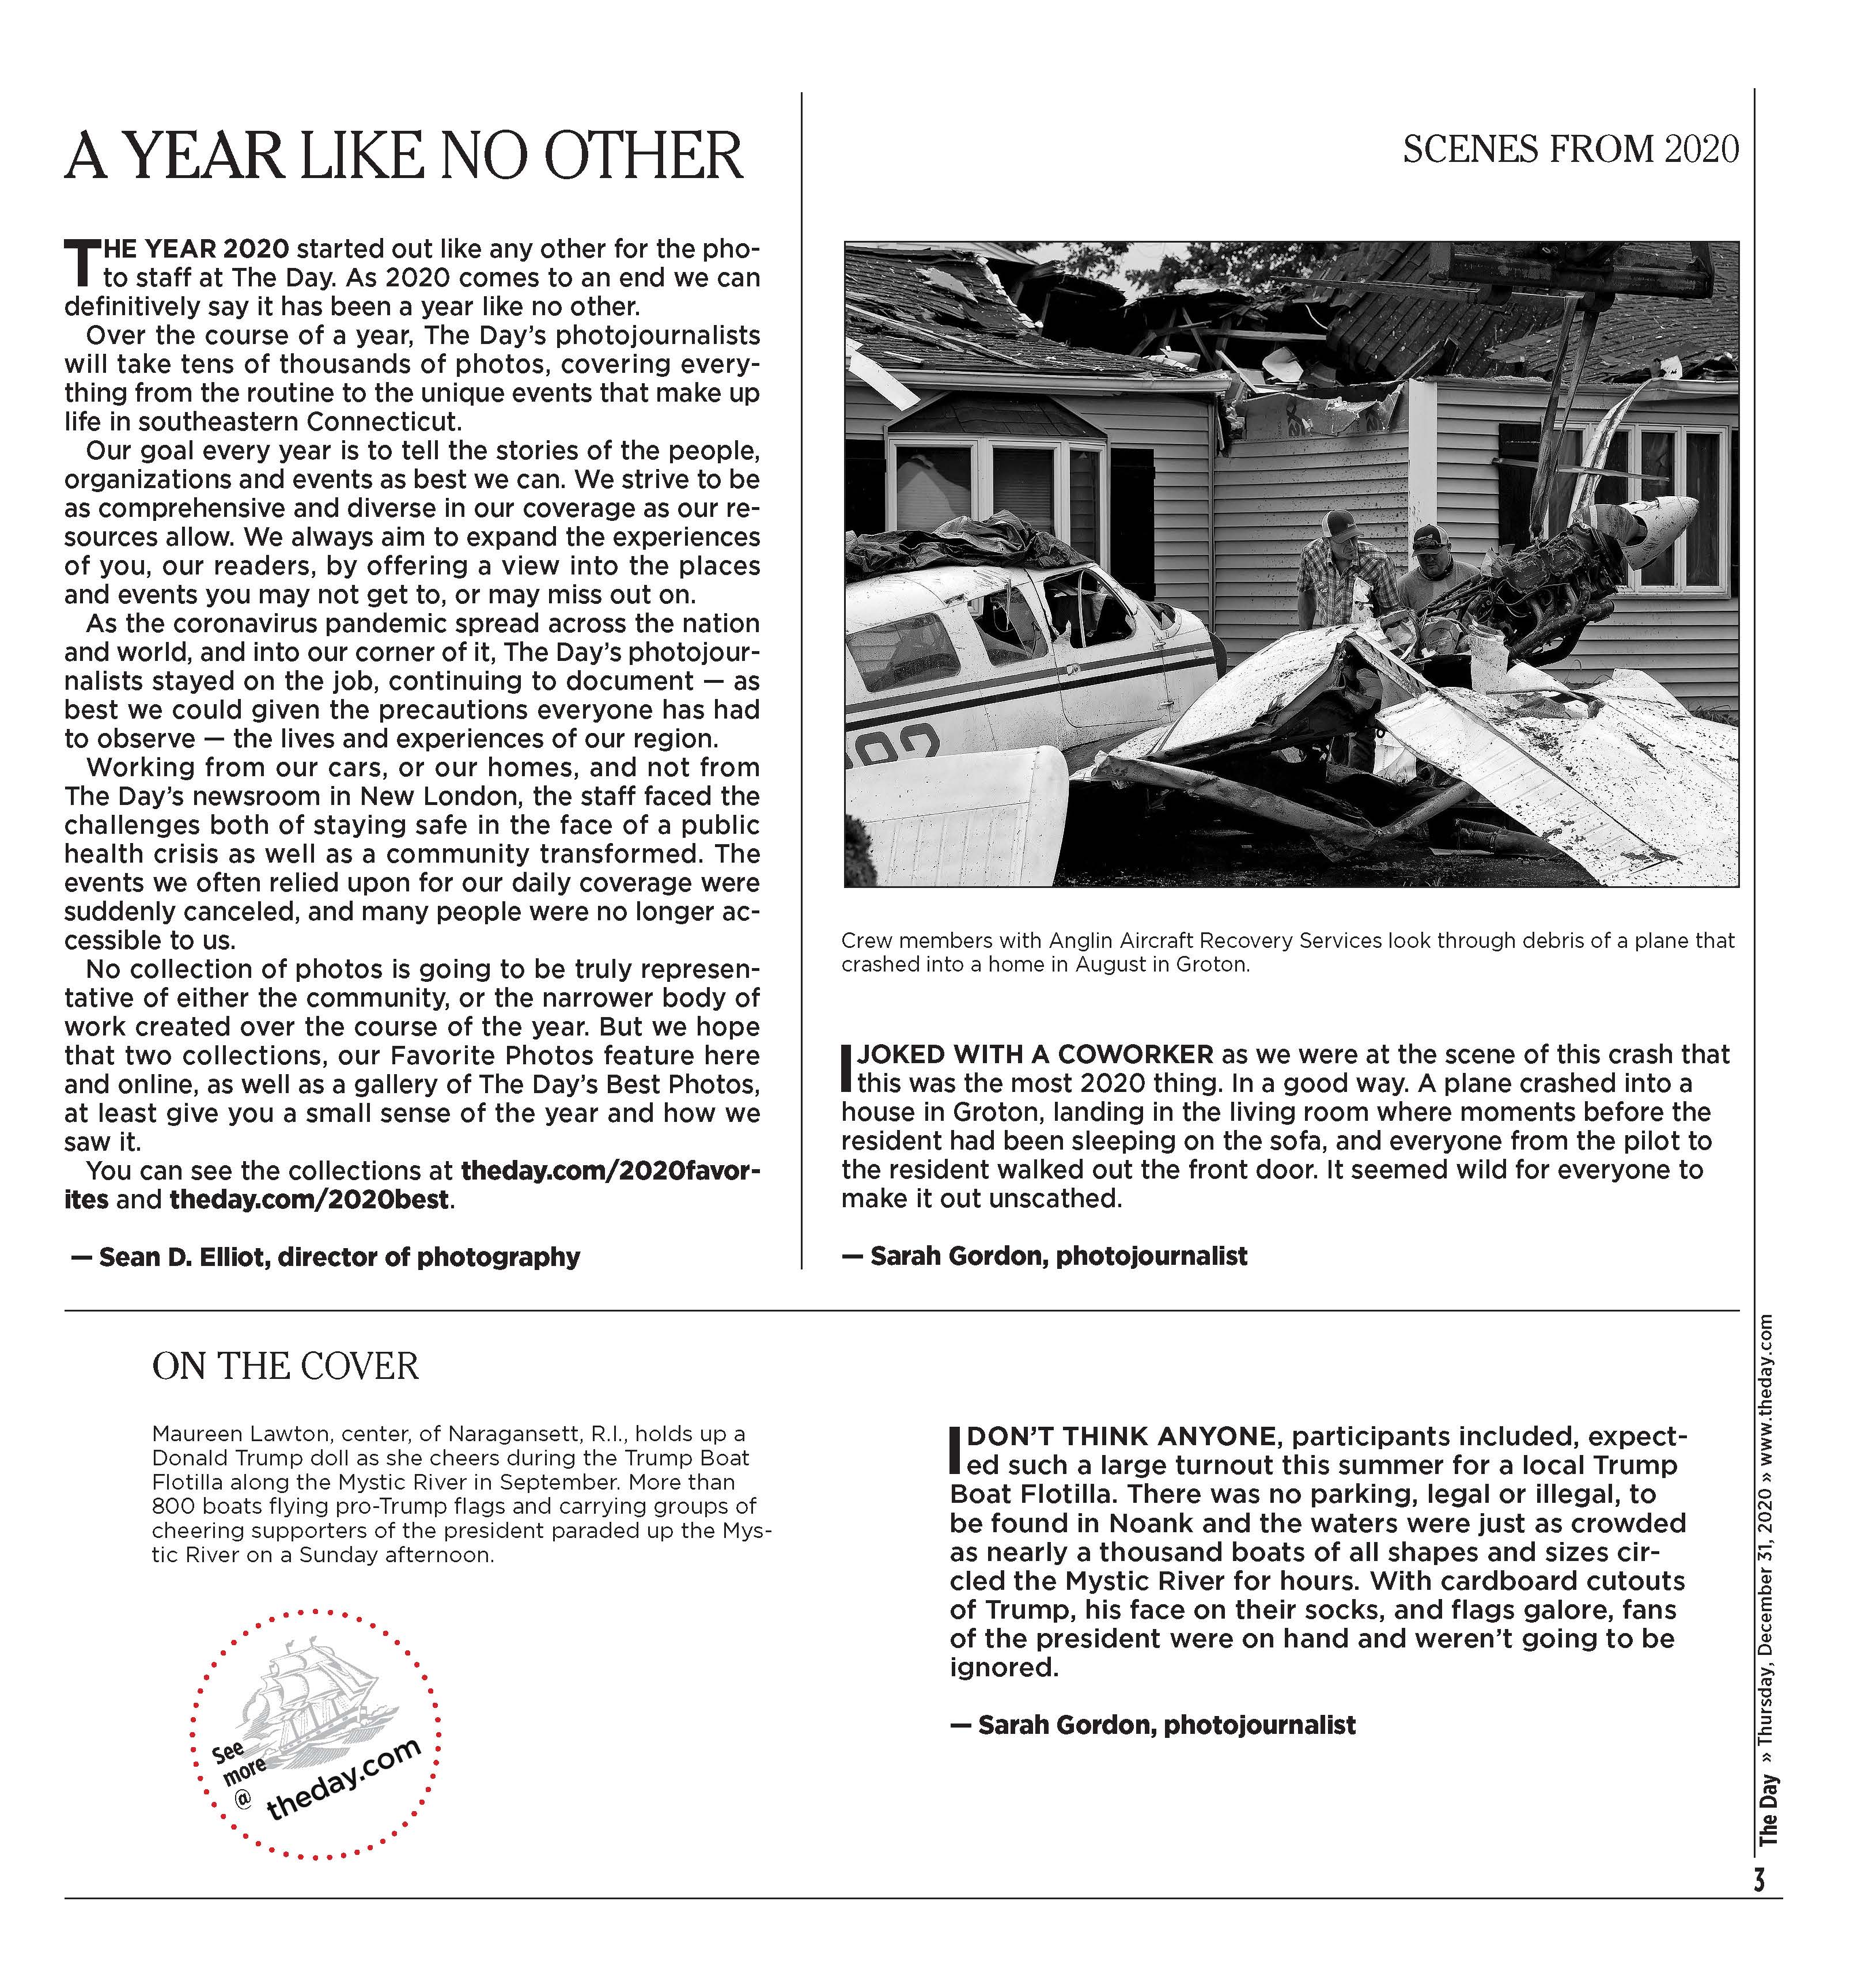 A YEAR LIKE NO OTHER
THE YEAR 2020 started out like any other for the pho-
to staff at The Day. As 2020 comes to an end we can
definitively say it has been a year like no other.
Over the course of a year, The Day’s photojournalists
will take tens of thousands of photos, covering every-
thing from the routine to the unique events that make up
life in southeastern Connecticut.
Our goal every year is to tell the stories of the people,
organizations and events as best we can. We strive to be
as comprehensive and diverse in our coverage as our re-
sources allow. We always aim to expand the experiences
of you, our readers, by offering a view into the places
and events you may not get to, or may miss out on.
As the coronavirus pandemic spread across the nation
and world, and into our corner of it, The Day’s photojour-
nalists stayed on the job, continuing to document — as
best we could given the precautions everyone has had
to observe — the lives and experiences of our region.
Working from our cars, or our homes, and not from
The Day’s newsroom in New London, the staff faced the
challenges both of staying safe in the face of a public
health crisis as well as a community transformed. The
events we often relied upon for our daily coverage were
suddenly canceled, and many people were no longer ac-
cessible to us.
No collection of photos is going to be truly represen-
tative of either the community, or the narrower body of
work created over the course of the year. But we hope
that two collections, our Favorite Photos feature here
and online, as well as a gallery of The Day’s Best Photos,
at least give you a small sense of the year and how we
saw it.
You can see the collections at theday.com/2020favor-
ites and theday.com/2020best.
— Sean D. Elliot, director of photography
SCENES FROM 2020
Crew members with Anglin Aircraft Recovery Services look through debris of a plane that
crashed into a home in August in Groton.
I JOKED WITH A COWORKER as we were at the scene of this crash that
this was the most 2020 thing. In a good way. A plane crashed into a
house in Groton, landing in the living room where moments before the
resident had been sleeping on the sofa, and everyone from the pilot to
the resident walked out the front door. It seemed wild for everyone to
make it out unscathed.
— Sarah Gordon, photojournalist
ON THE COVER
Maureen Lawton, center, of Naragansett, R.I., holds up a
Donald Trump doll as she cheers during the Trump Boat
Flotilla along the Mystic River in September. More than
800 boats flying pro-Trump flags and carrying groups of
cheering supporters of the president paraded up the Mys-
tic River on a Sunday afternoon.
See
more
@
theday.com
I DON’T THINK ANYONE, participants included, expect-
ed such a large turnout this summer for a local Trump
Boat Flotilla. There was no parking, legal or illegal, to
be found in Noank and the waters were just as crowded
as nearly a thousand boats of all shapes and sizes cir-
cled the Mystic River for hours. With cardboard cutouts
of Trump, his face on their socks, and flags galore, fans
of the president were on hand and weren’t going to be
ignored.
— Sarah Gordon, photojournalist
The Day » Thursday, December 31, 2020 » www.theday.com
3